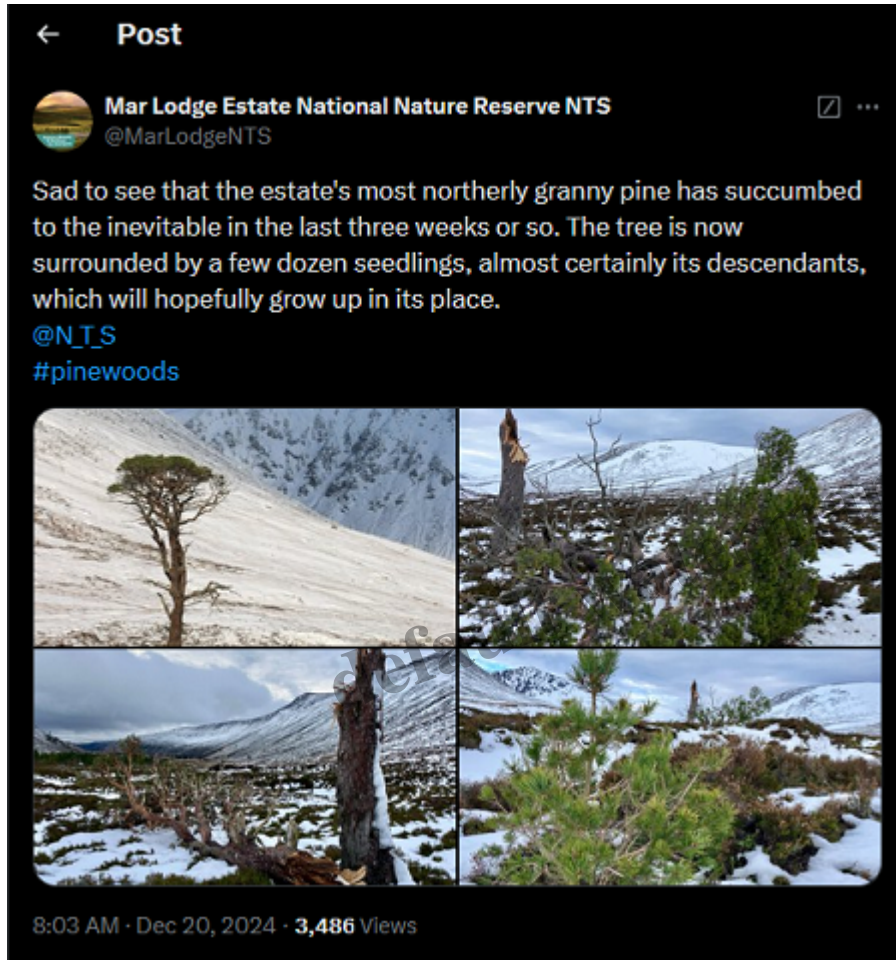 Post
Mar Lodge Estate National Nature Reserve NTS
@MarLodgeNTS
Sad to see that the estate's most northerly granny pine has succumbed
to the inevitable in the last three weeks or so. The tree is now
surrounded by a few dozen seedlings, almost certainly its descendants,
which will hopefully grow up in its place.
@N_T_S
#pinewoods
8:03 AM · Dec 20, 2024 · 3,486 Views